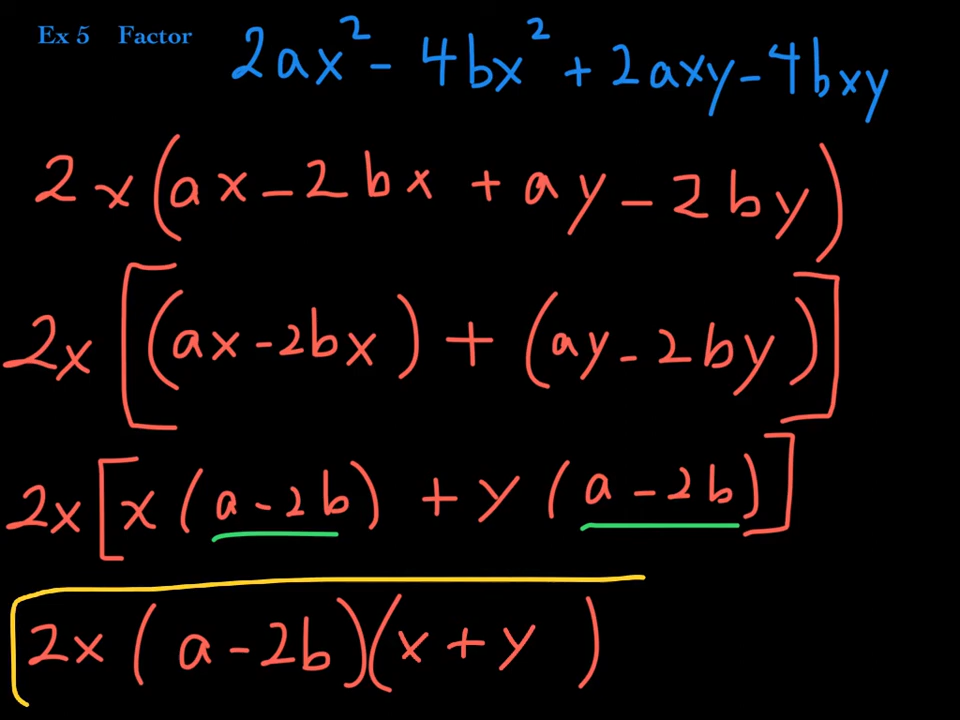 Ex 5 Factor 2ax² - 4bx² + 2axy - 4bxy
2x(ax - 2bx + ay - 2by)
2x[(ax - 2bx) + (ay - 2by)]
2x[x(a - 2b) + y(a - 2b)]
2x(a - 2b)(x + y)